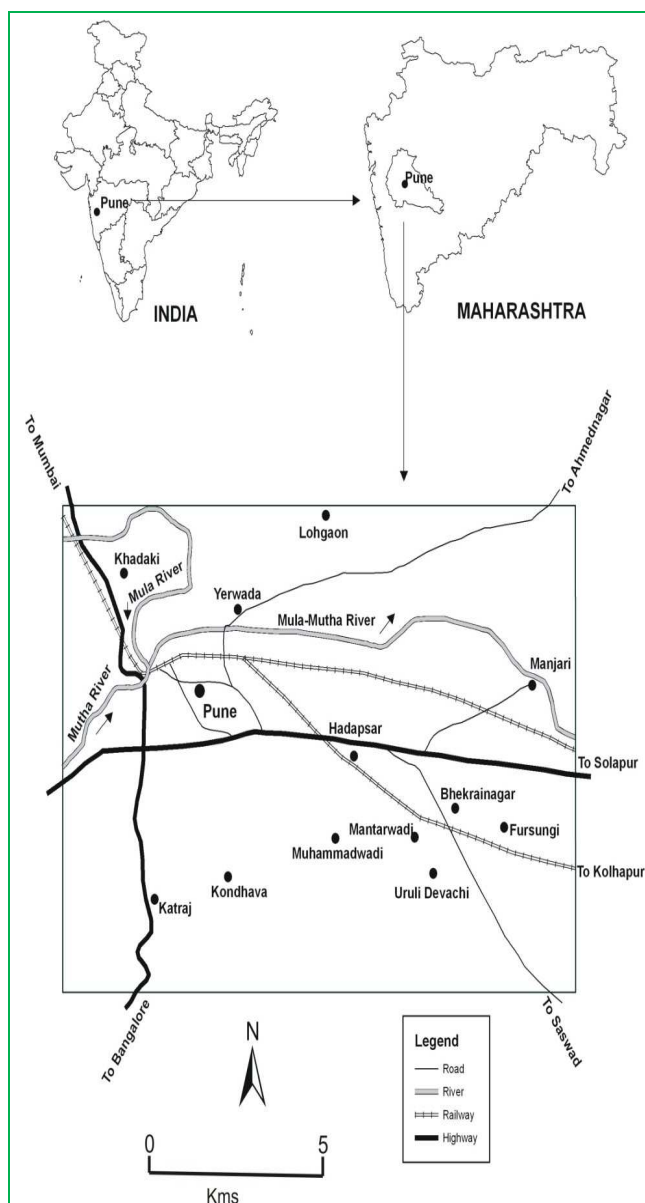 Pune
INDIA
Pune
MAHARASHTRA
To Mumbai
To Ahmednagar
Lohgaon
Khadaki
Mula River
Yerwada
Mula-Mutha River
Mutha River
Manjari
Pune
Hadapsar
To Solapur
Bhekrainagar
Mantarwadi
Fursungi
Muhammadwadi
To Kolhapur
Kondhava
Uruli Devachi
Katraj
To Bangalore
To Saswad
N
Legend
Road
River
Railway
Highway
0 5
Kms